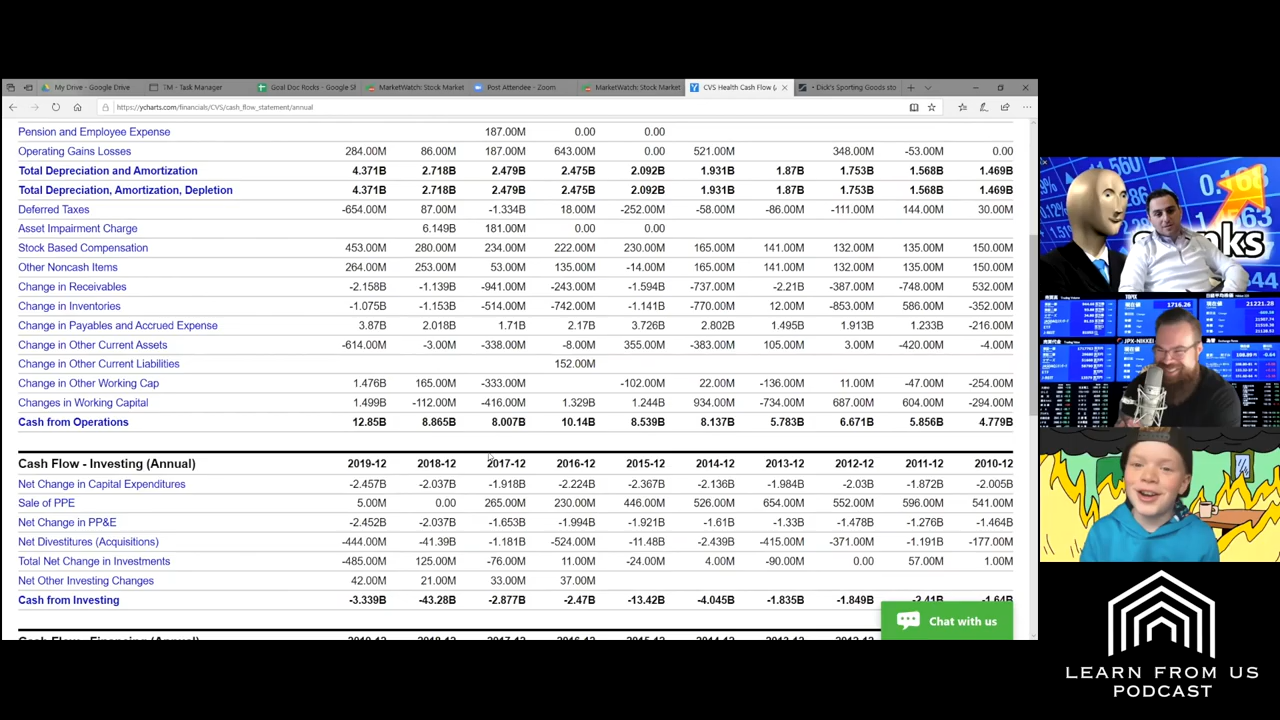 My Drive - Google Drive
TM - Task Manager
Goal Doc Rocks - Google S
MarketWatch: Stock Market
Post Attendee - Zoom
MarketWatch: Stock Market
CVS Health Cash Flow (A
Dick's Sporting Goods sto
https://ycharts.com/financials/CVS/cash_flow_statement/annual
Pension and Employee Expense 187.00M 0.00 0.00
Operating Gains Losses 284.00M 86.00M 187.00M 643.00M 0.00 521.00M 348.00M -53.00M 0.00
Total Depreciation and Amortization 4.371B 2.718B 2.479B 2.475B 2.092B 1.931B 1.87B 1.753B 1.568B 1.469B
Total Depreciation, Amortization, Depletion 4.371B 2.718B 2.479B 2.475B 2.092B 1.931B 1.87B 1.753B 1.568B 1.469B
Deferred Taxes -654.00M 87.00M -1.334B 18.00M -252.00M -58.00M -86.00M -111.00M 144.00M 30.00M
Asset Impairment Charge 6.149B 181.00M 0.00 0.00
Stock Based Compensation 453.00M 280.00M 234.00M 222.00M 230.00M 165.00M 141.00M 132.00M 135.00M 150.00M
Other Noncash Items 264.00M 253.00M 53.00M 135.00M -14.00M 165.00M 141.00M 132.00M 135.00M 150.00M
Change in Receivables -2.158B -1.139B -941.00M -243.00M -1.594B -737.00M -2.21B -387.00M -748.00M 532.00M
Change in Inventories -1.075B -1.153B -514.00M -742.00M -1.141B -770.00M 12.00M -853.00M 586.00M -352.00M
Change in Payables and Accrued Expense 3.87B 2.018B 1.71B 2.17B 3.726B 2.802B 1.495B 1.913B 1.233B -216.00M
Change in Other Current Assets -614.00M -3.00M -338.00M -8.00M 355.00M -383.00M 105.00M 3.00M -420.00M -4.00M
Change in Other Current Liabilities 152.00M
Change in Other Working Cap 1.476B 165.00M -333.00M -102.00M 22.00M -136.00M 11.00M -47.00M -254.00M
Changes in Working Capital 1.499B -112.00M -416.00M 1.329B 1.244B 934.00M -734.00M 687.00M 604.00M -294.00M
Cash from Operations 12.85B 8.865B 8.007B 10.14B 8.539B 8.137B 5.783B 6.671B 5.856B 4.779B
Cash Flow - Investing (Annual) 2019-12 2018-12 2017-12 2016-12 2015-12 2014-12 2013-12 2012-12 2011-12 2010-12
Net Change in Capital Expenditures -2.457B -2.037B -1.918B -2.224B -2.367B -2.136B -1.984B -2.03B -1.872B -2.005B
Sale of PPE 5.00M 0.00 265.00M 230.00M 446.00M 526.00M 654.00M 552.00M 596.00M 541.00M
Net Change in PP&E -2.452B -2.037B -1.653B -1.994B -1.921B -1.61B -1.33B -1.478B -1.276B -1.464B
Net Divestitures (Acquisitions) -444.00M -41.39B -1.181B -524.00M -11.48B -2.439B -415.00M -371.00M -1.191B -177.00M
Total Net Change in Investments -485.00M 125.00M -76.00M 11.00M -24.00M 4.00M -90.00M 0.00 57.00M 1.00M
Net Other Investing Changes 42.00M 21.00M 33.00M 37.00M
Cash from Investing -3.339B -43.28B -2.877B -2.47B -13.42B -4.045B -1.835B -1.849B -2.41B -1.64B
Chat with us
TOPIX
1716.26
21221.28
JPX-NIKKEI
LEARN FROM US
PODCAST